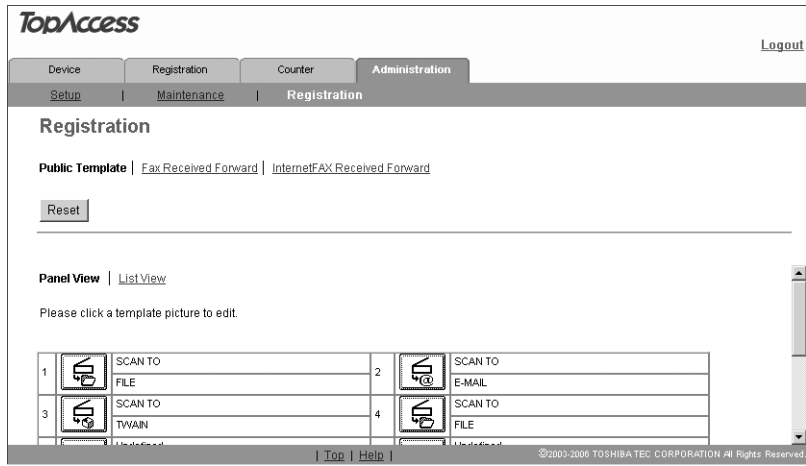 TopAccess
Logout
Device Registration Counter Administration
Setup | Maintenance | Registration
Registration
Public Template | Fax Received Forward | InternetFAX Received Forward
Reset
Panel View | List View
Please click a template picture to edit.
1 SCAN TO
FILE
2 SCAN TO
E-MAIL
3 SCAN TO
TWAIN
4 SCAN TO
FILE
| Top | Help |
©2003-2006 TOSHIBA TEC CORPORATION All Rights Reserved.